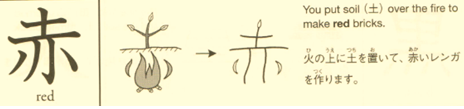 赤
red
You put soil (土) over the fire to
make red bricks.
火の上に土を置いて、赤いレンガ
を作ります。